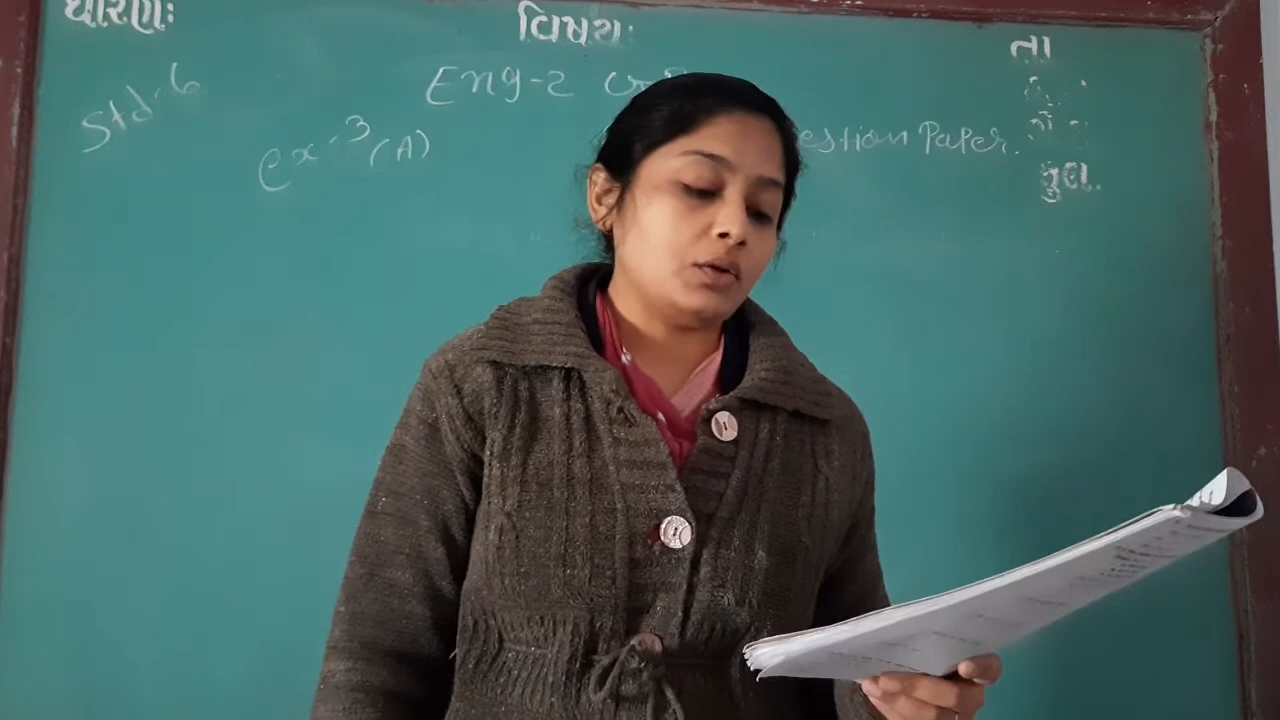 ધોરણઃ
વિષયઃ
તા
Std-6
Eng-2
ex-3(A)
estion Paper.
કુલ.